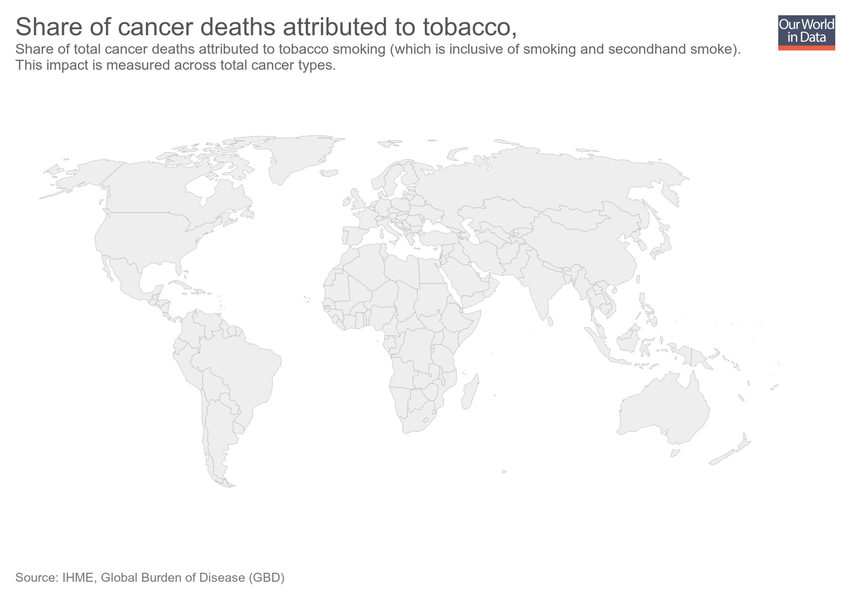 Share of cancer deaths attributed to tobacco,
Share of total cancer deaths attributed to tobacco smoking (which is inclusive of smoking and secondhand smoke).
This impact is measured across total cancer types.
Our World
in Data
Source: IHME, Global Burden of Disease (GBD)